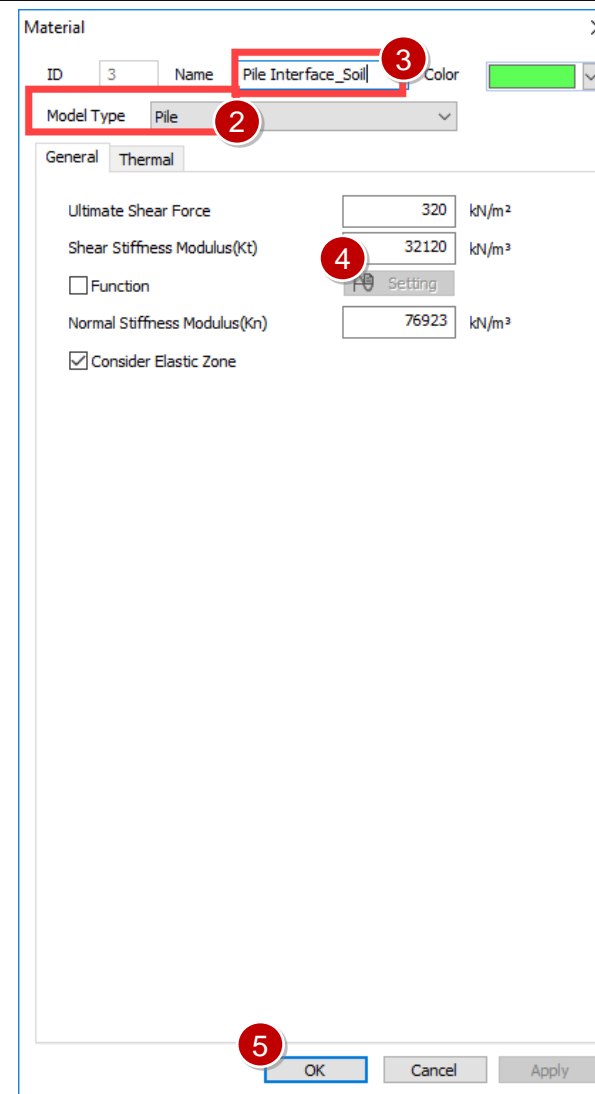 Material
ID 3 Name Pile Interface_Soil 3 Color
Model Type Pile 2
General Thermal
Ultimate Shear Force 320 kN/m²
Shear Stiffness Modulus(Kt) 32120 kN/m³
4
Function Setting
Normal Stiffness Modulus(Kn) 76923 kN/m³
Consider Elastic Zone
5
OK Cancel Apply